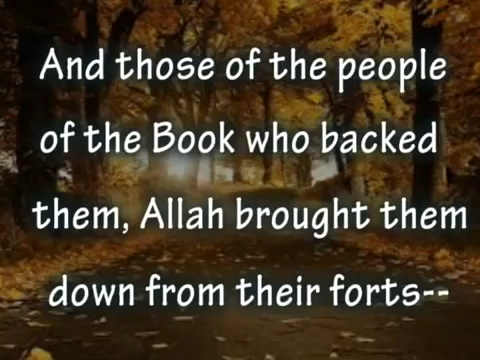 And those of the people
of the Book who backed
them, Allah brought them
down from their forts--